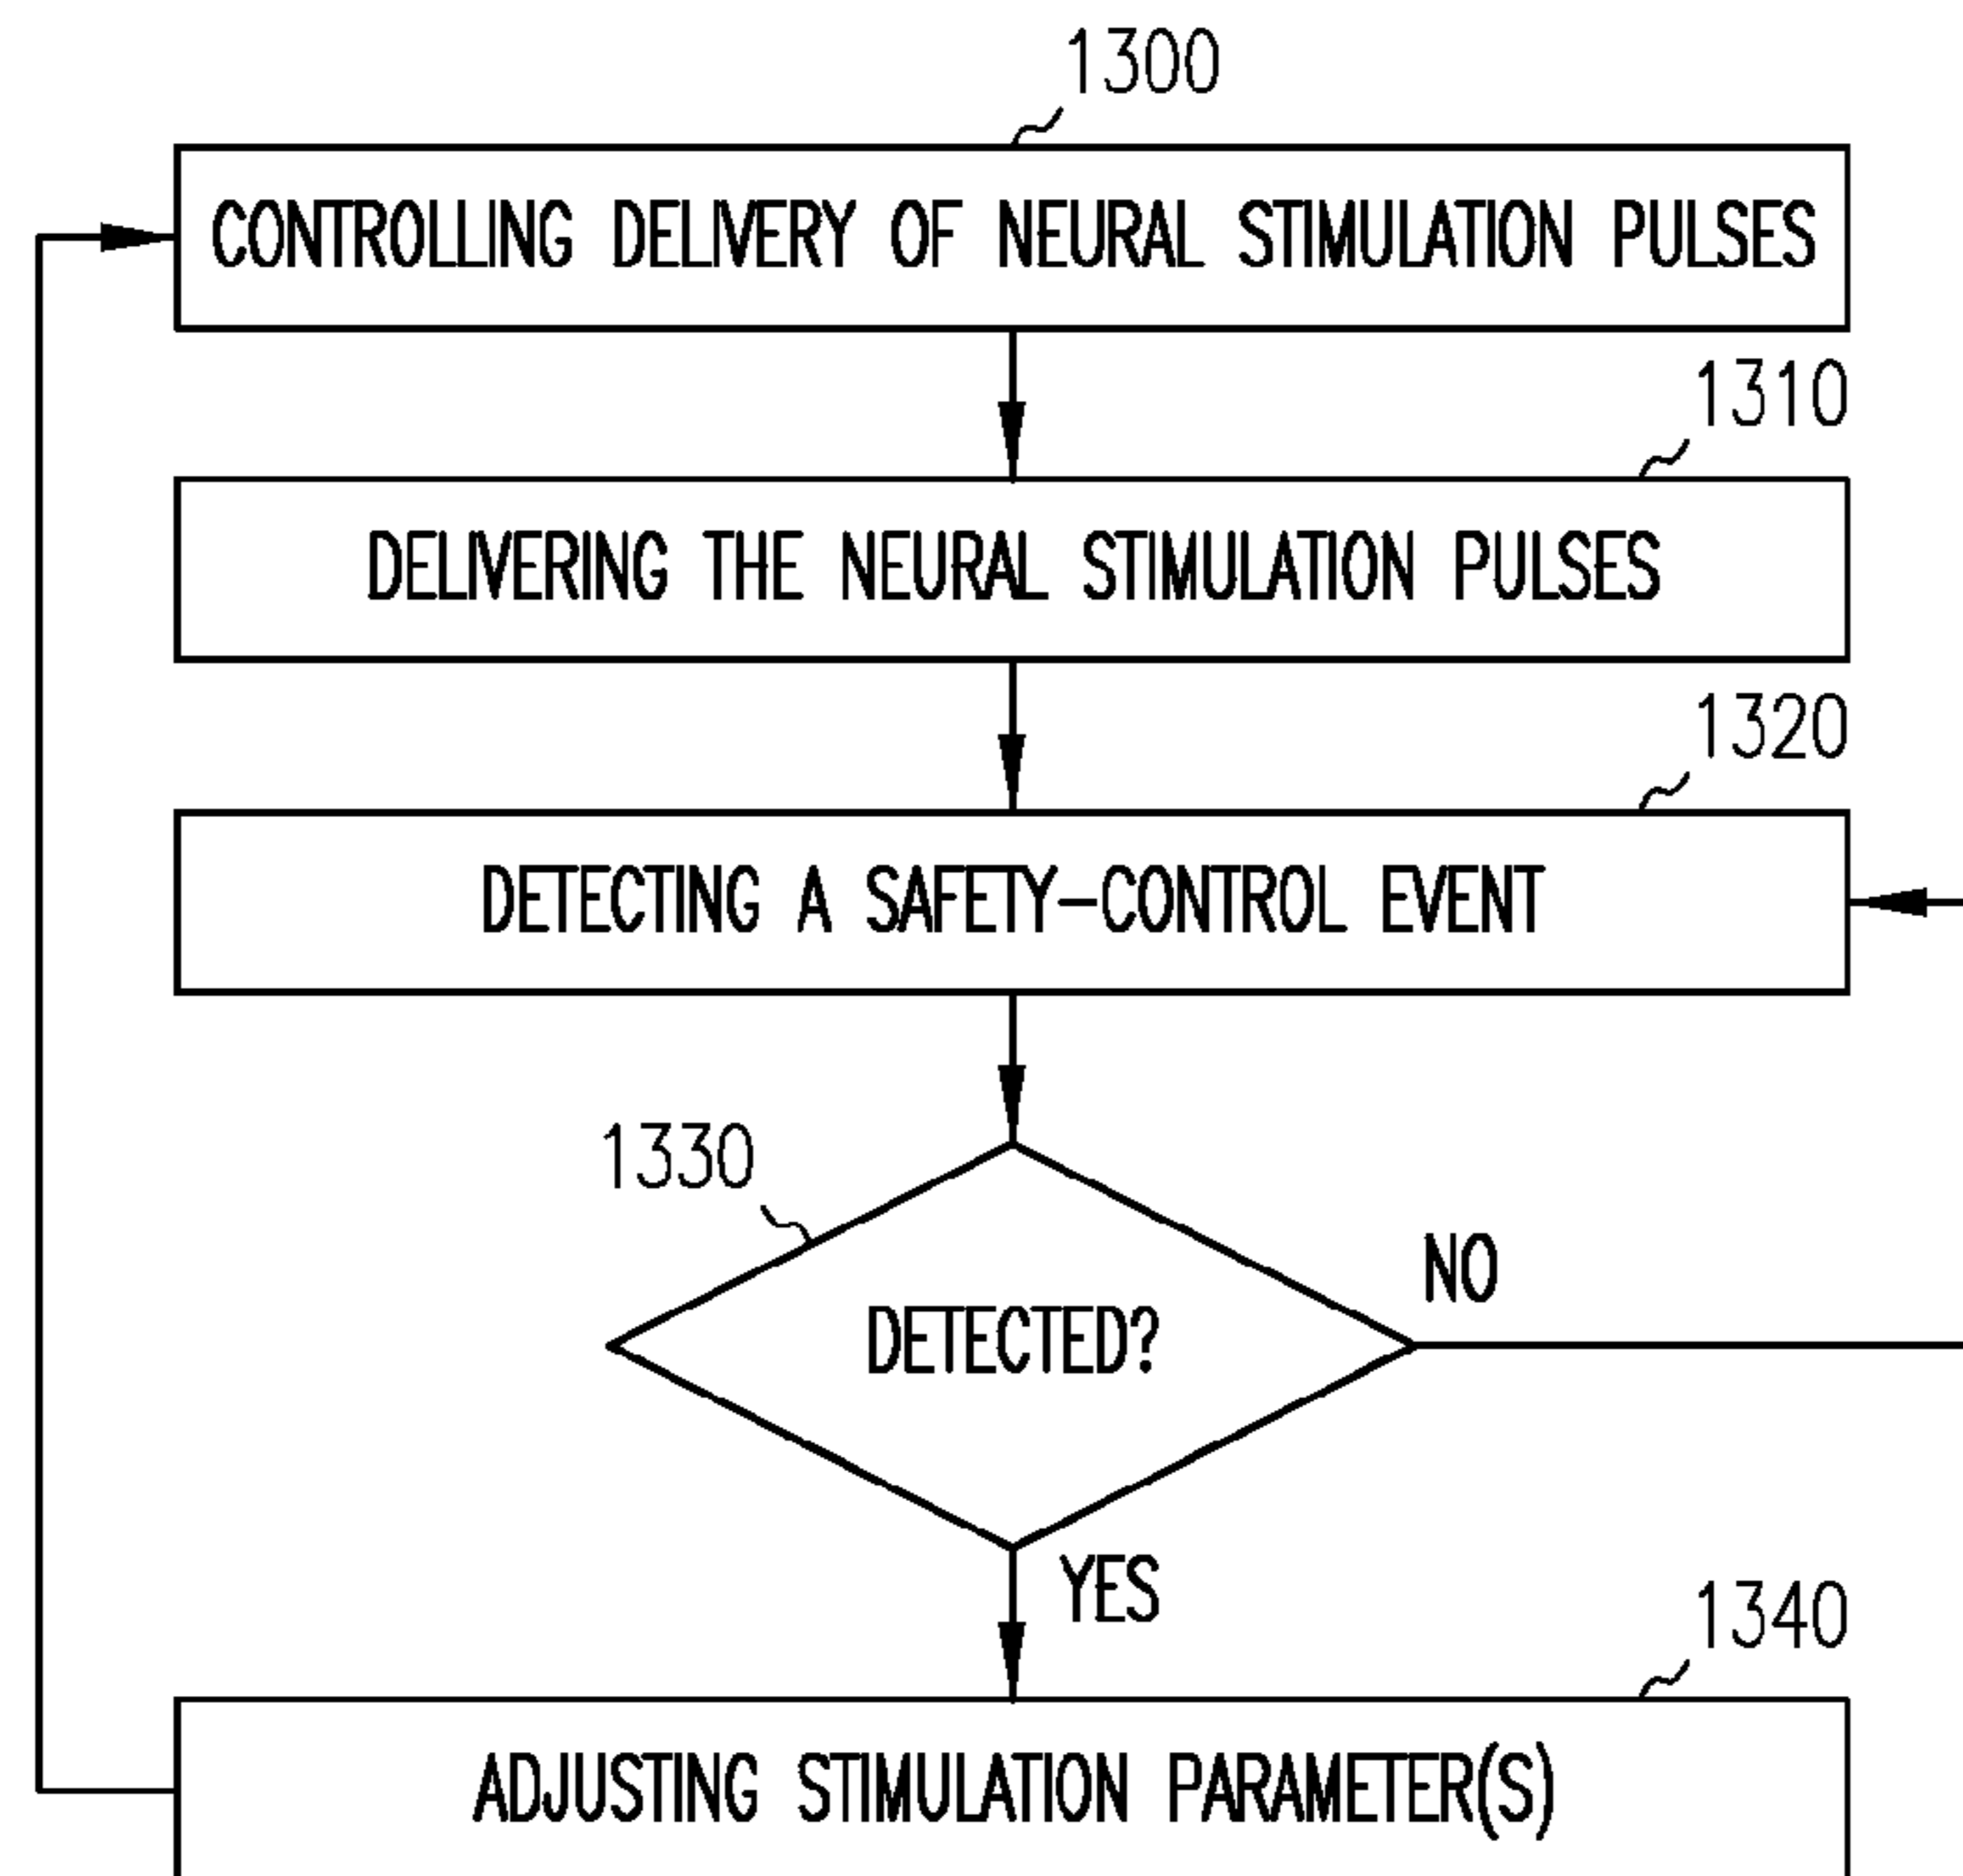 1300
CONTROLLING DELIVERY OF NEURAL STIMULATION PULSES
1310
DELIVERING THE NEURAL STIMULATION PULSES
1320
DETECTING A SAFETY-CONTROL EVENT
1330
NO
DETECTED?
YES
1340
ADJUSTING STIMULATION PARAMETER(S)